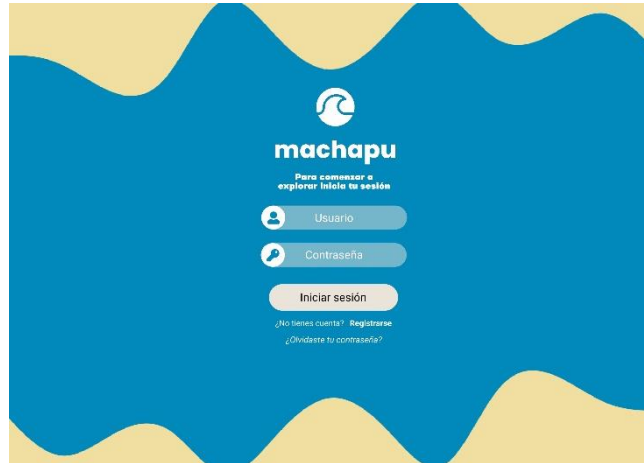 machapu
Para comenzar a
explorar inicia tu sesión
Usuario
Contraseña
Iniciar sesión
¿No tienes cuenta? Registrarse
¿Olvidaste tu contraseña?